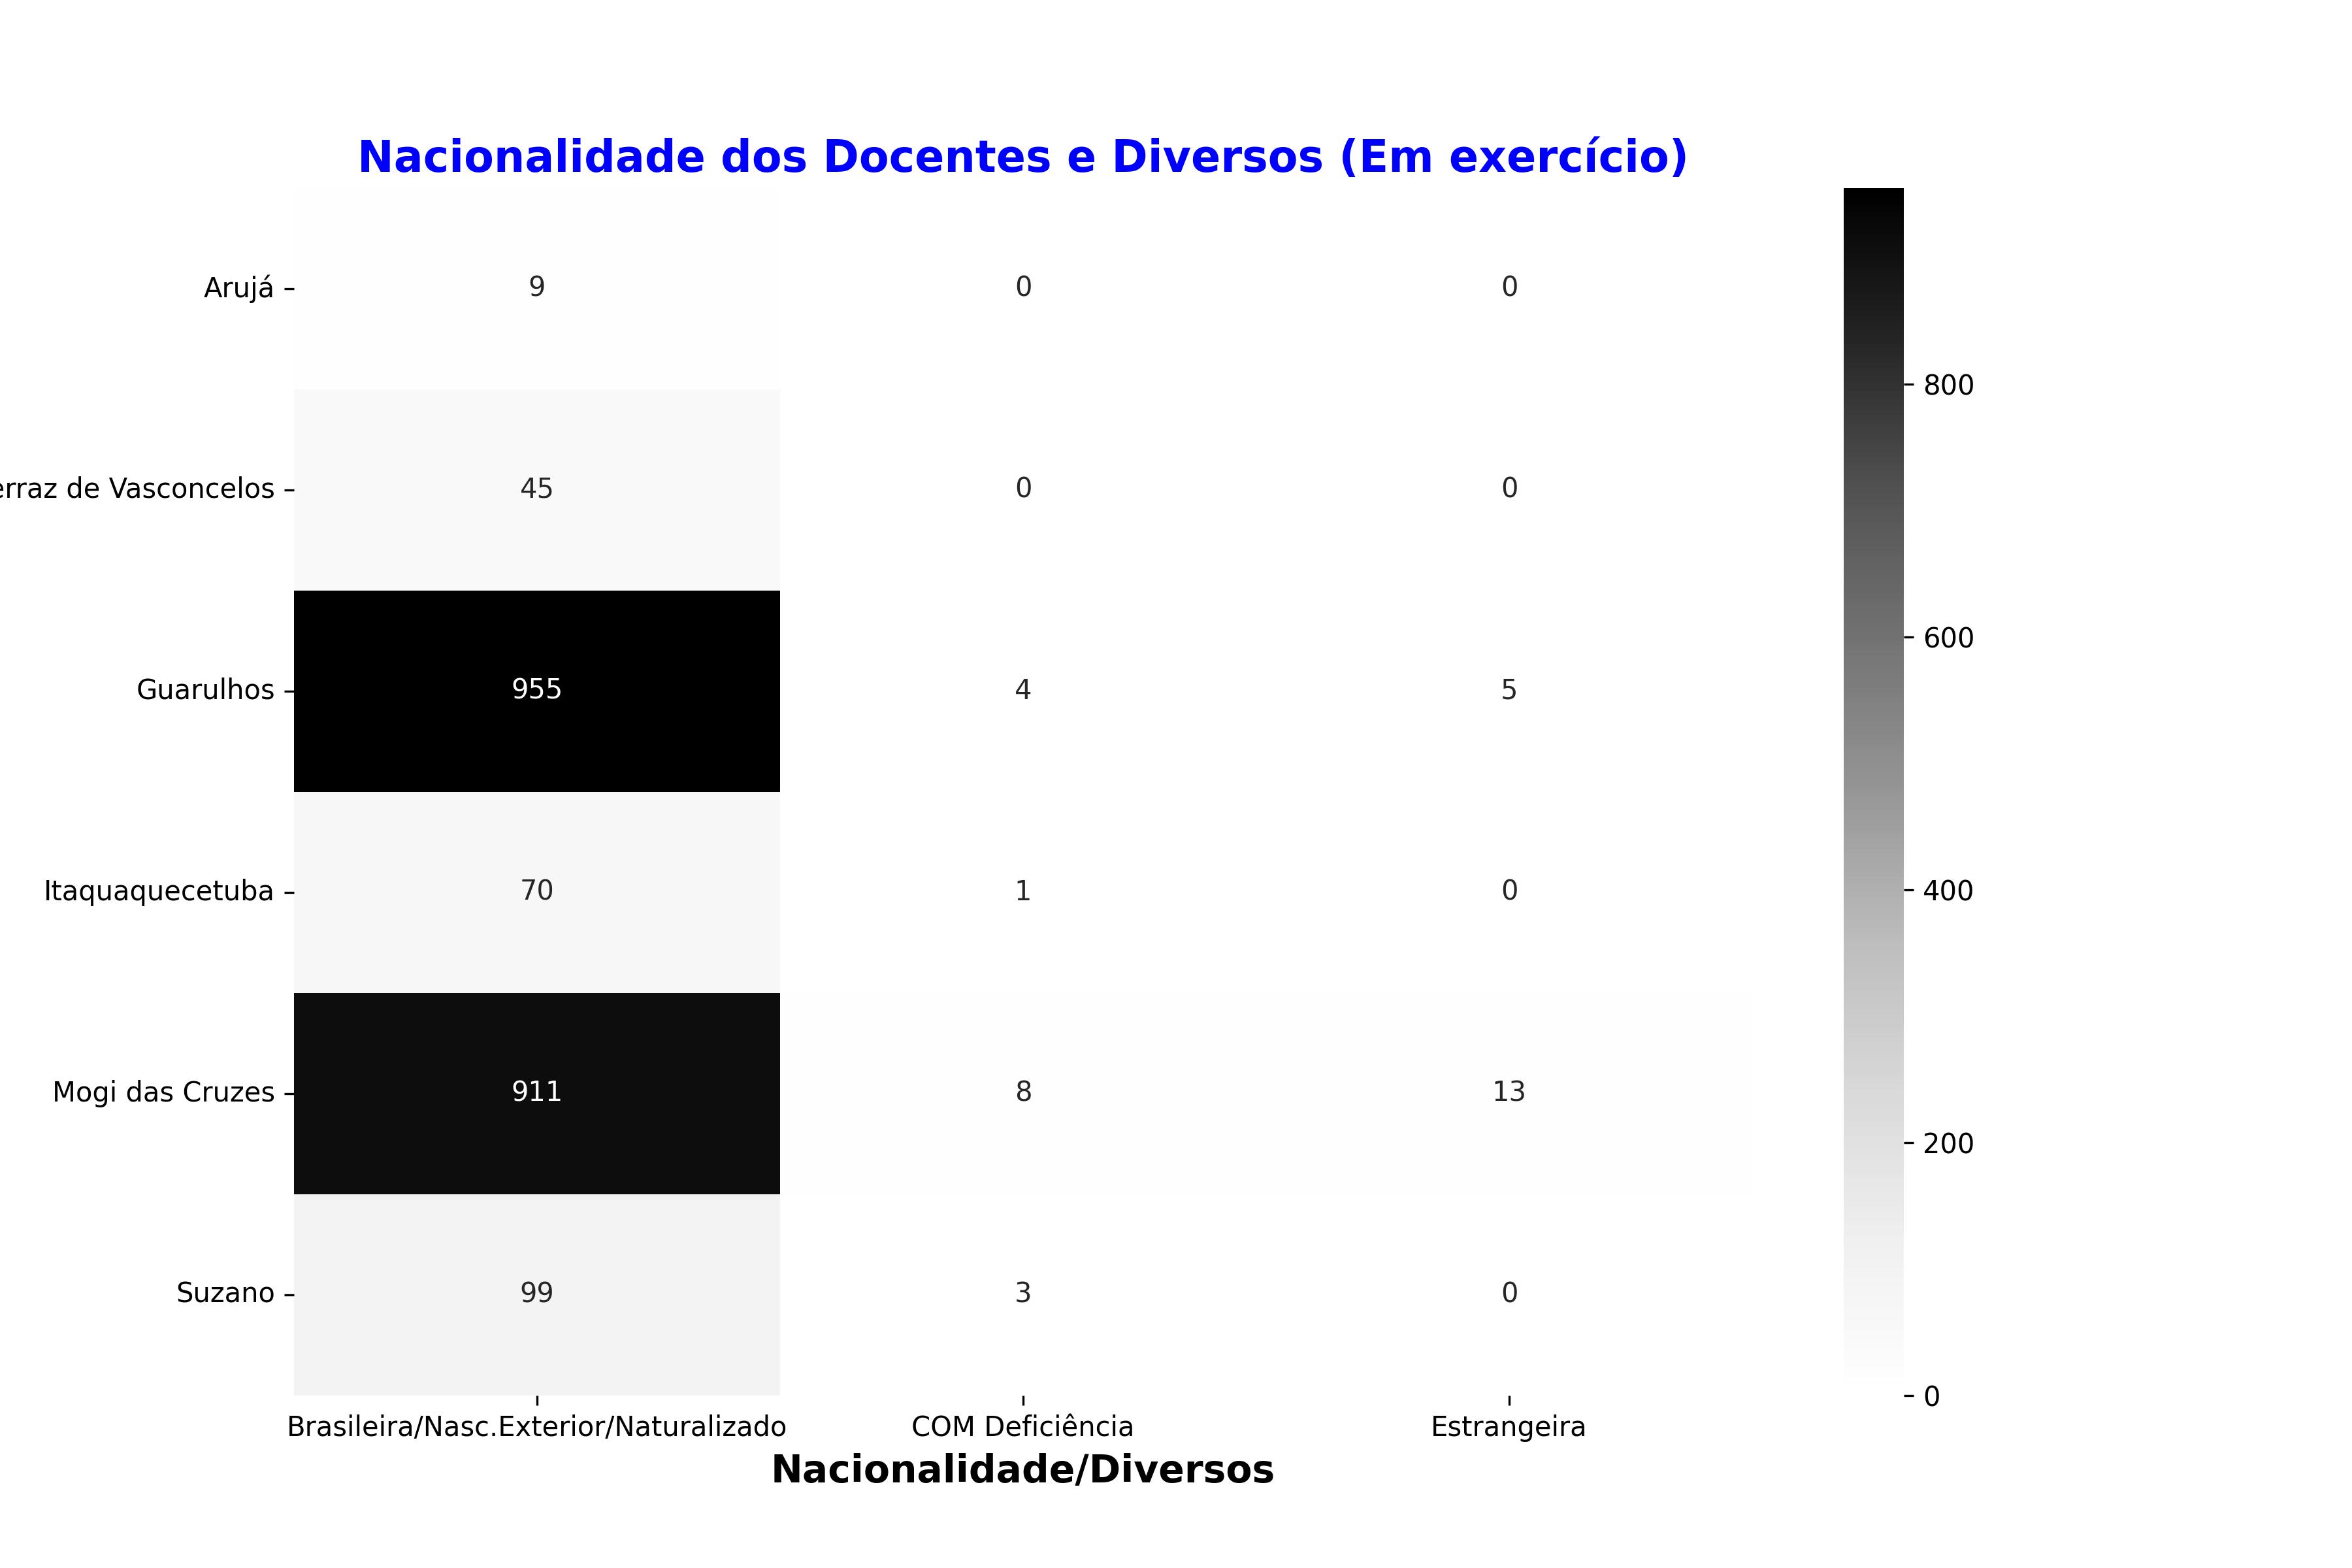 Nacionalidade dos Docentes e Diversos (Em exercício)
Arujá 9 0 0
erraz de Vasconcelos 45 0 0
Guarulhos 955 4 5
Itaquaquecetuba 70 1 0
Mogi das Cruzes 911 8 13
Suzano 99 3 0
Brasileira/Nasc.Exterior/Naturalizado COM Deficiência Estrangeira
Nacionalidade/Diversos
800
600
400
200
0